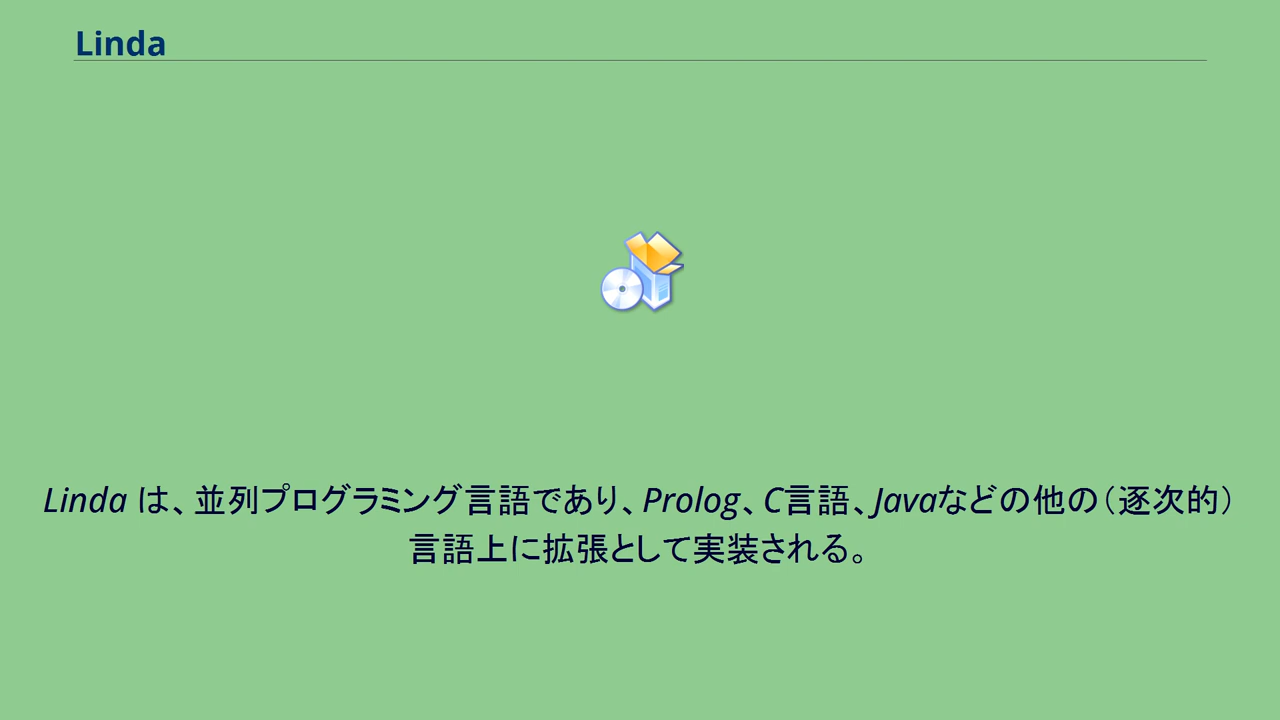 Linda
Linda は、並列プログラミング言語であり、Prolog、C言語、Javaなどの他の（逐次的）
言語上に拡張として実装される。